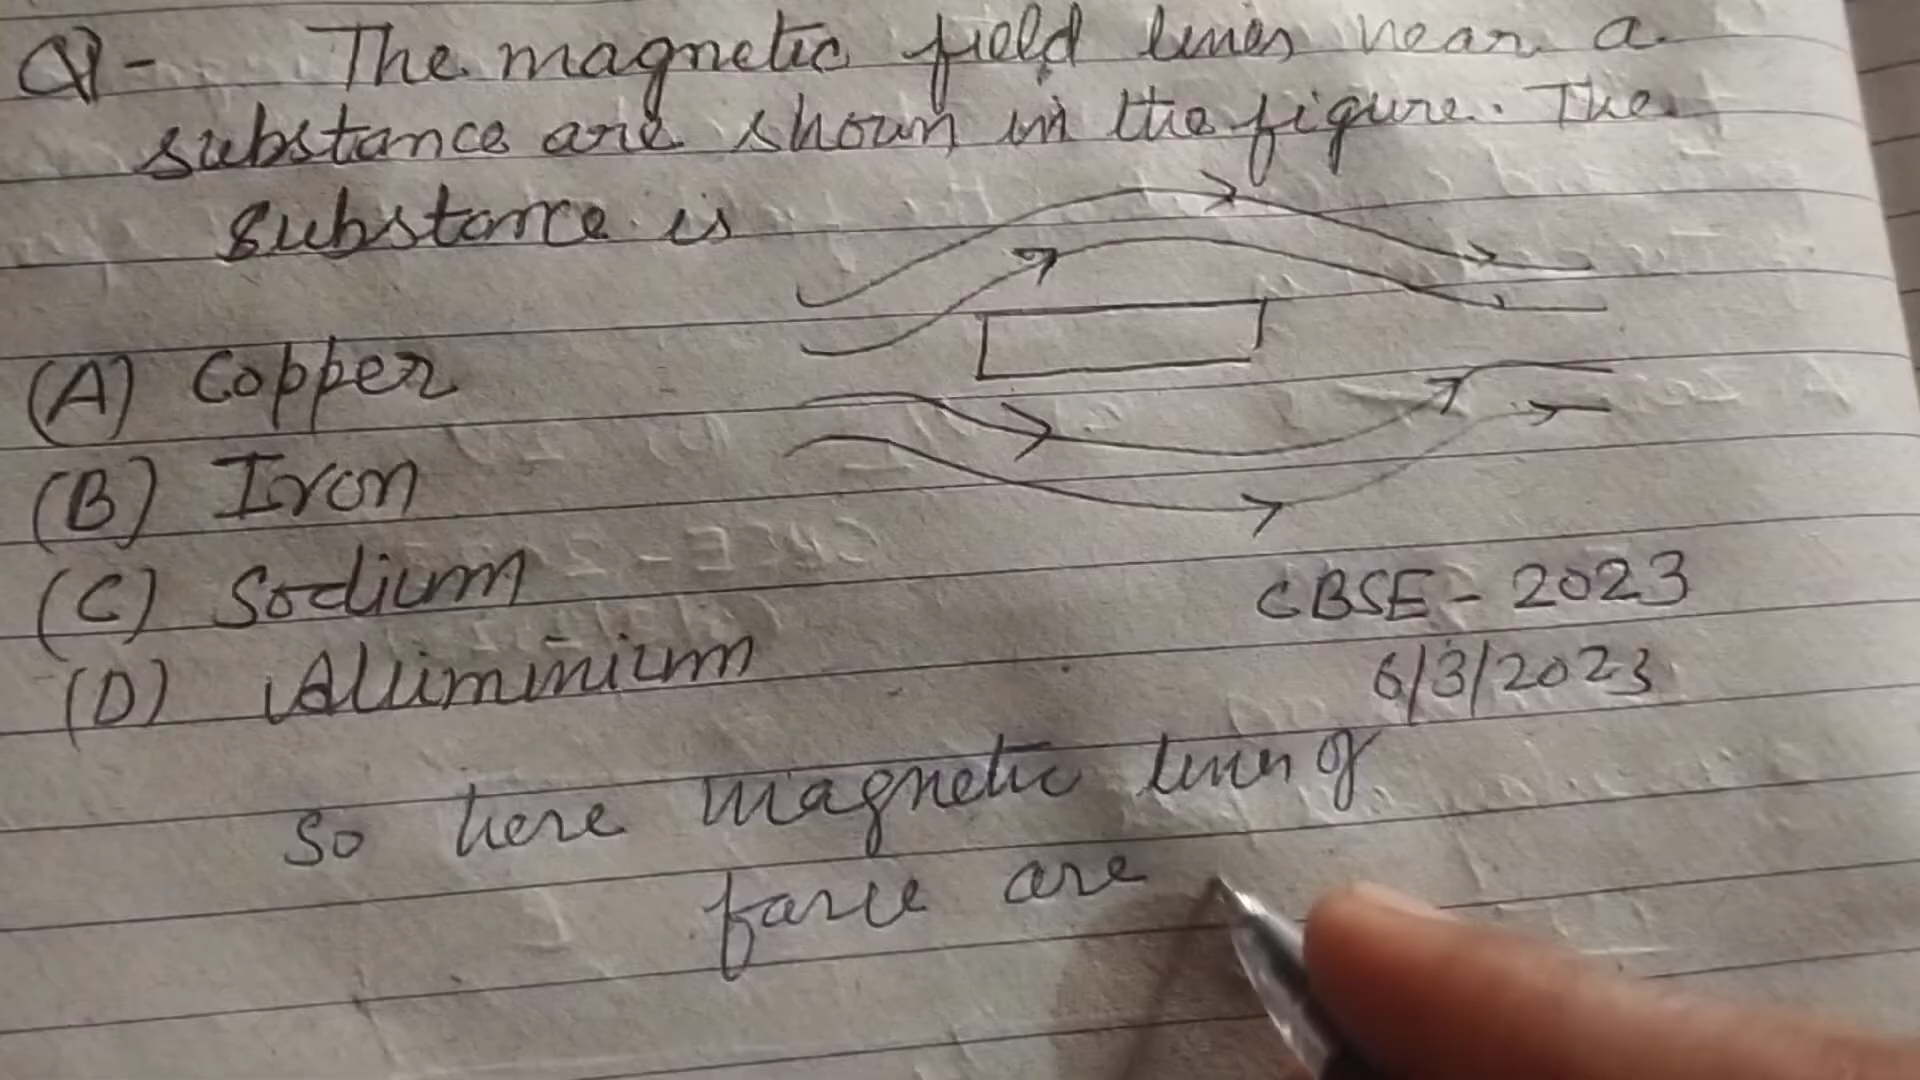 Q - The magnetic field lines near a
substance are shown in the figure. The
substance is
(A) Copper
(B) Iron
(C) Sodium
(D) Aluminium
CBSE - 2023
6/3/2023
So here magnetic lines of
force are